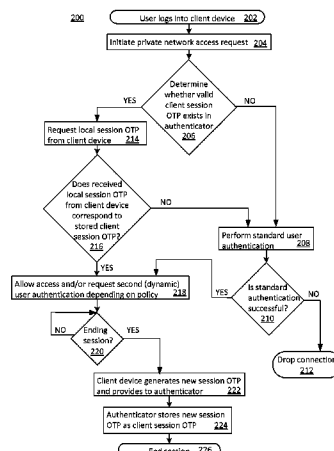 200
User logs into client device 202
Initiate private network access request 204
Determine
whether valid
client session
OTP exists in
authenticator
206
YES
NO
Request local session OTP
from client device 214
Does received
local session OTP
from client device
correspond to
stored client
session OTP?
216
NO
YES
Perform standard user
authentication 208
Allow access and/or request second (dynamic)
user authentication depending on policy 218
YES
Is standard
authentication
successful?
210
NO
Drop connection
212
Ending
session?
220
NO
YES
Client device generates new session OTP
and provides to authenticator 222
Authenticator stores new
session OTP as client session OTP 224
End session 226